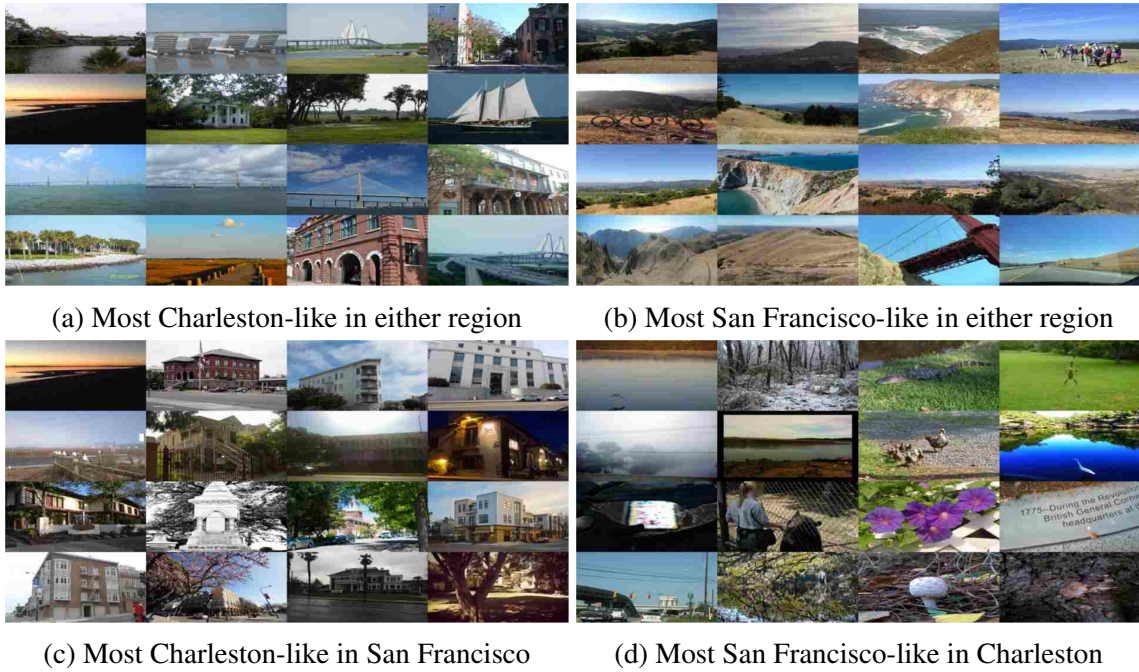 (a) Most Charleston-like in either region
(b) Most San Francisco-like in either region
(c) Most Charleston-like in San Francisco
1775--During the Revolution
British General Corn
headquarters at
(d) Most San Francisco-like in Charleston